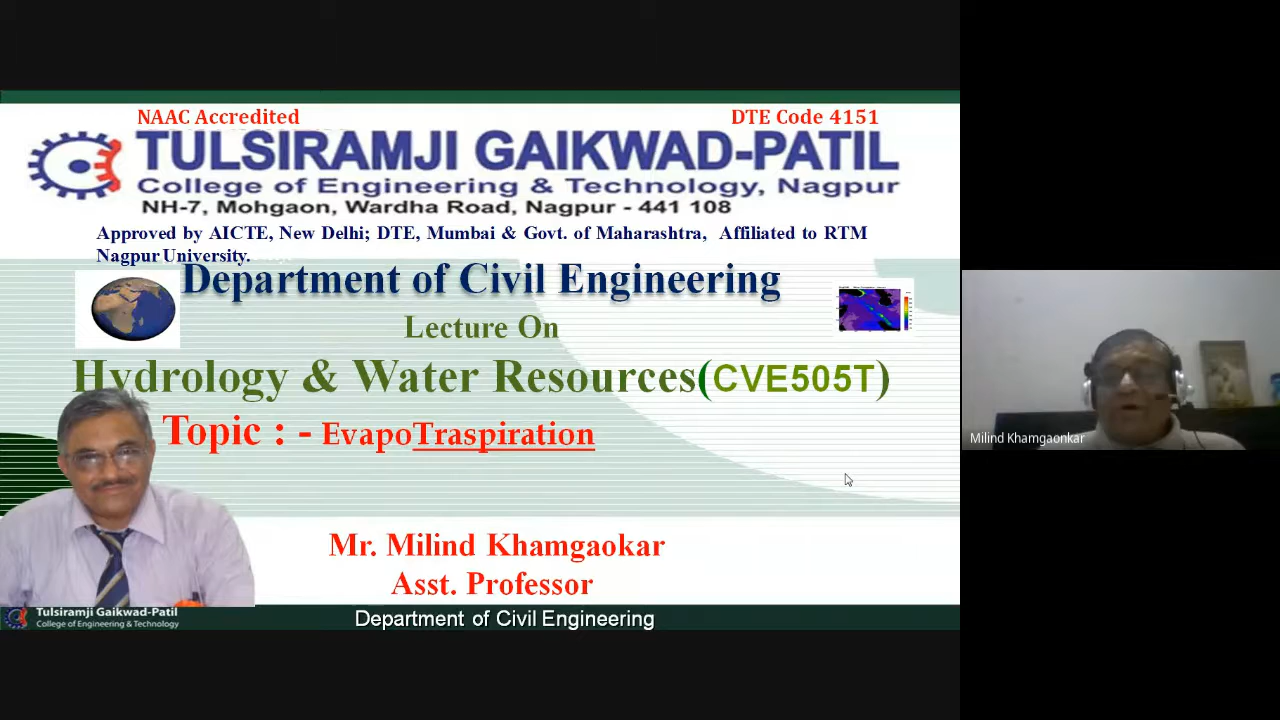 NAAC Accredited
DTE Code 4151
TULSIRAMJI GAIKWAD-PATIL
College of Engineering & Technology, Nagpur
NH-7, Mohgaon, Wardha Road, Nagpur - 441 108
Approved by AICTE, New Delhi; DTE, Mumbai & Govt. of Maharashtra, Affiliated to RTM
Nagpur University.
Department of Civil Engineering
Lecture On
Hydrology & Water Resources(CVE505T)
Topic : - EvapoTraspiration
Milind Khamgaonkar
Mr. Milind Khamgaokar
Asst. Professor
Tulsiramji Gaikwad-Patil
College of Engineering & Technology
Department of Civil Engineering